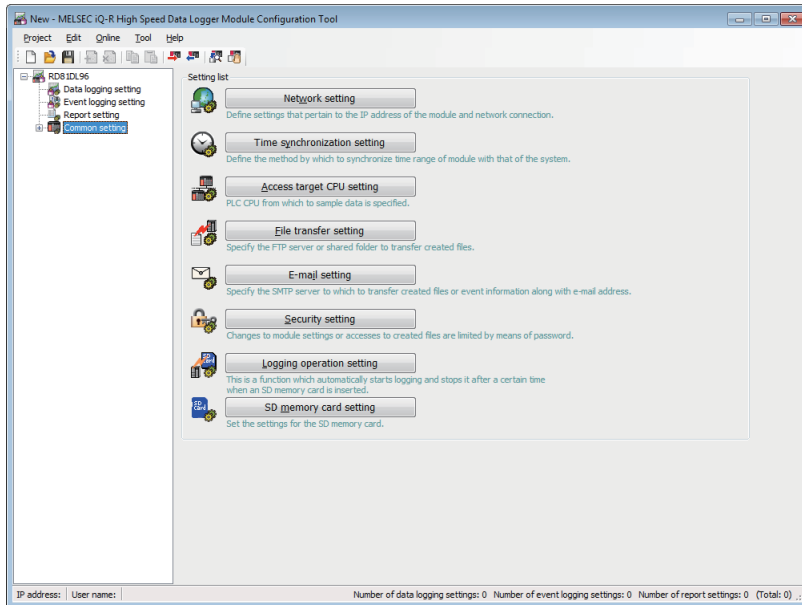 New - MELSEC iQ-R High Speed Data Logger Module Configuration Tool
Project Edit Online Tool Help
RD81DL96
Data logging setting
Event logging setting
Report setting
Common setting
Setting list
Network setting
Define settings that pertain to the IP address of the module and network connection.
Time synchronization setting
Define the method by which to synchronize time range of module with that of the system.
Access target CPU setting
PLC CPU from which to sample data is specified.
File transfer setting
Specify the FTP server or shared folder to transfer created files.
E-mail setting
Specify the SMTP server to which to transfer created files or event information along with e-mail address.
Security setting
Changes to module settings or accesses to created files are limited by means of password.
SD card
Logging operation setting
This is a function which automatically starts logging and stops it after a certain time
when an SD memory card is inserted.
SD card
SD memory card setting
Set the settings for the SD memory card.
IP address: User name: Number of data logging settings: 0 Number of event logging settings: 0 Number of report settings: 0 (Total: 0)